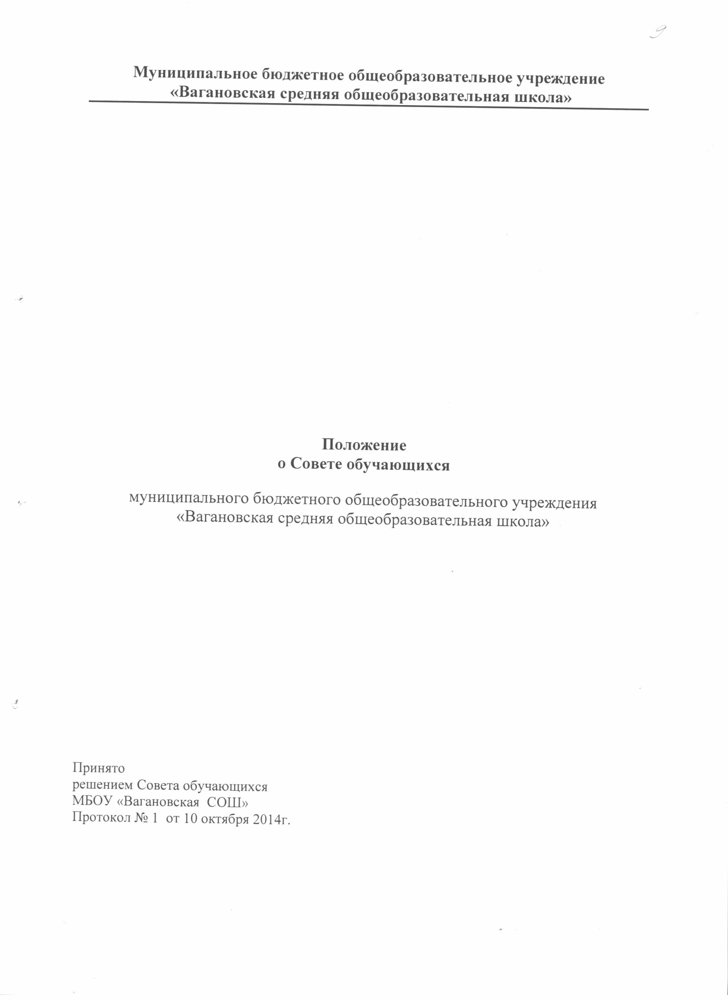 9
Муниципальное бюджетное общеобразовательное учреждение
«Вагановская средняя общеобразовательная школа»
Положение
о Совете обучающихся
муниципального бюджетного общеобразовательного учреждения
«Вагановская средняя общеобразовательная школа»
Принято
решением Совета обучающихся
МБОУ «Вагановская  СОШ»
Протокол № 1  от 10 октября 2014г.